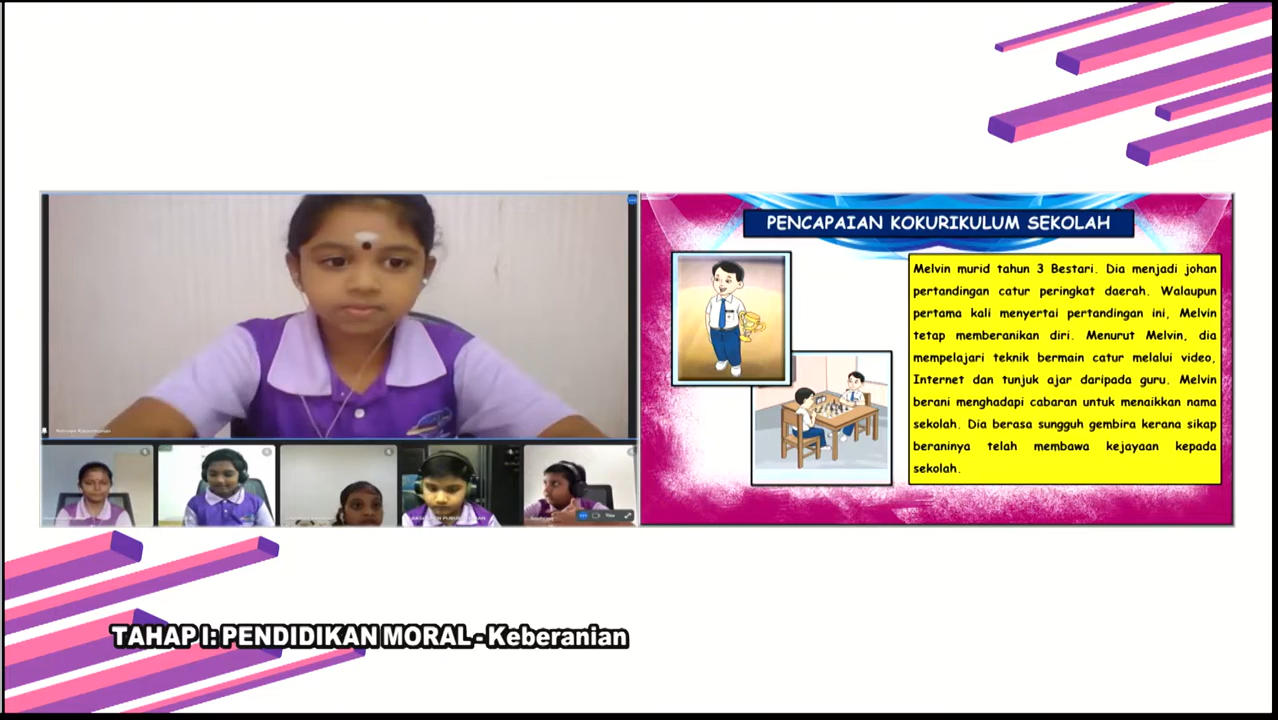 PENCAPAIAN KOKURIKULUM SEKOLAH
Melvin murid tahun 3 Bestari. Dia menjadi johan
pertandingan catur peringkat daerah. Walaupun
pertama kali menyertai pertandingan ini, Melvin
tetap memberanikan diri. Menurut Melvin, dia
mempelajari teknik bermain catur melalui video,
Internet dan tunjuk ajar daripada guru. Melvin
berani menghadapi cabaran untuk menaikkan nama
sekolah. Dia berasa sungguh gembira kerana sikap
beraninya telah membawa kejayaan kepada
sekolah.
TAHAP I: PENDIDIKAN MORAL - Keberanian